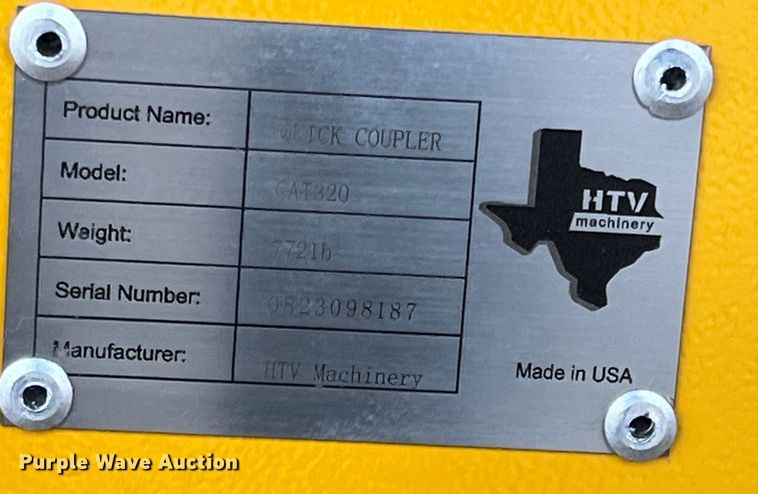 Product Name: QUICK COUPLER
Model: CAT320
Weight: 772lb
Serial Number: 0823098187
Manufacturer: HTV Machinery
HTV
machinery
Made in USA
Purple Wave Auction